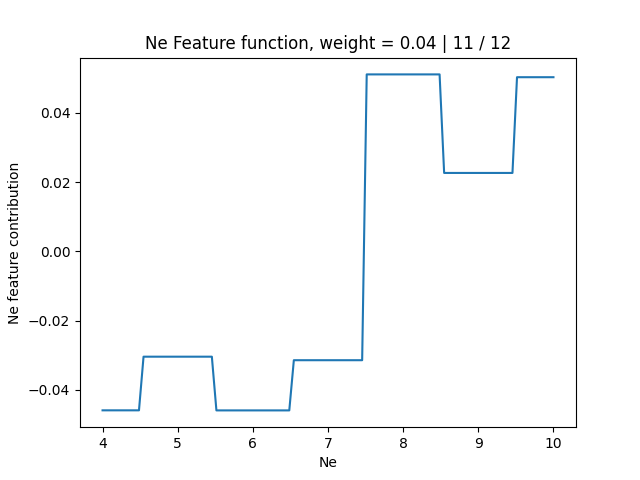 Ne Feature function, weight = 0.04 | 11 / 12
Ne feature contribution
0.04
0.02
0.00
−0.02
−0.04
4 5 6 7 8 9 10
Ne